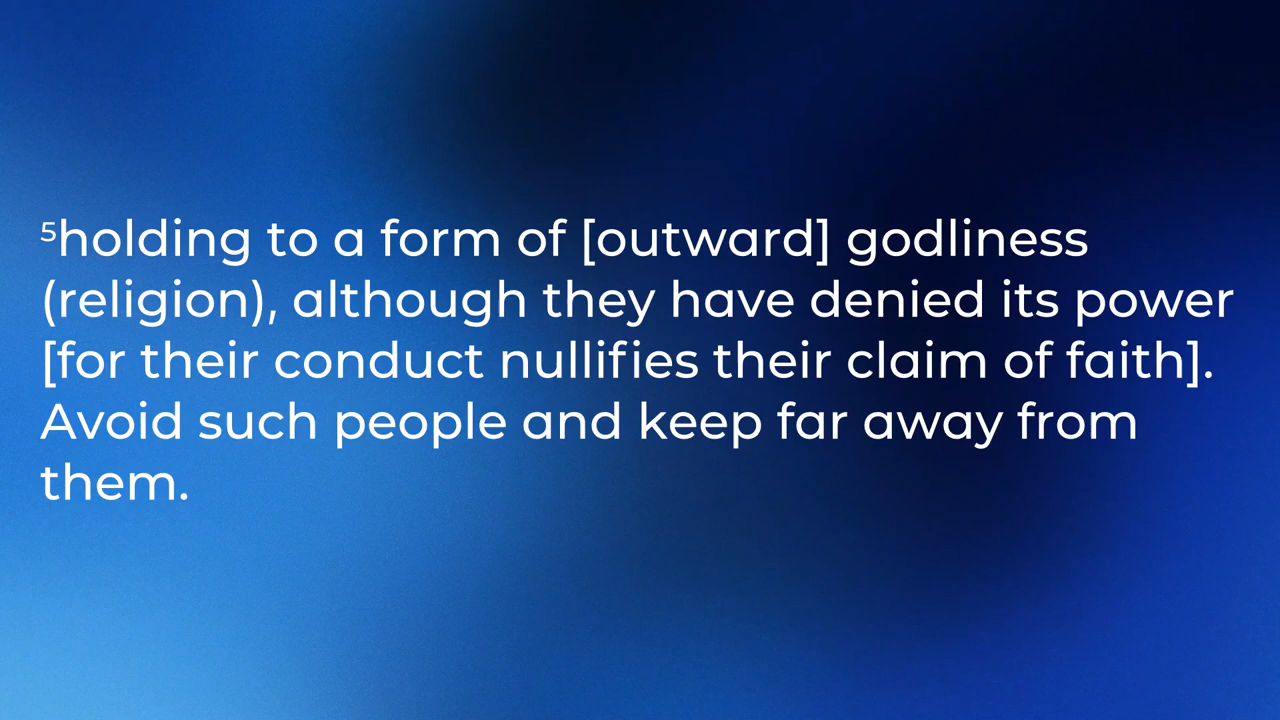 ⁵holding to a form of [outward] godliness
(religion), although they have denied its power
[for their conduct nullifies their claim of faith].
Avoid such people and keep far away from
them.